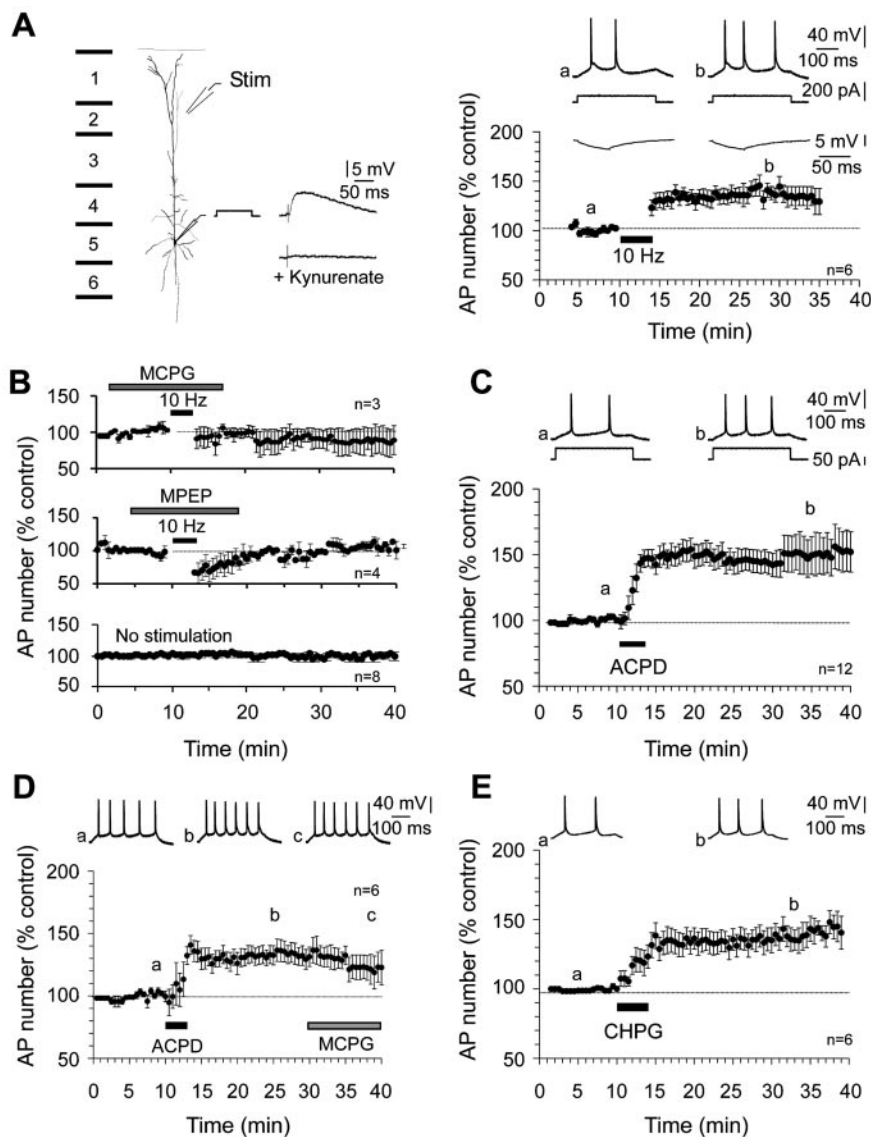 A
1
2
3
4
5
6
Stim
5 mV
50 ms
+ Kynurenate
a
b
40 mV
100 ms
200 pA
5 mV
50 ms
AP number (% control)
200
150
100
50
a
b
10 Hz
n=6
0 5 10 15 20 25 30 35 40
Time (min)
B
MCPG
10 Hz
n=3
150
100
50
MPEP
10 Hz
n=4
150
100
50
No stimulation
n=8
150
100
50
AP number (% control)
0 10 20 30 40
Time (min)
C
a
b
40 mV
100 ms
50 pA
AP number (% control)
200
150
100
50
a
b
ACPD
n=12
0 5 10 15 20 25 30 35 40
Time (min)
D
a
b
c
40 mV
100 ms
AP number (% control)
200
150
100
50
n=6
a
b
c
ACPD
MCPG
0 5 10 15 20 25 30 35 40
Time (min)
E
a
b
40 mV
100 ms
AP number (% control)
200
150
100
50
a
b
CHPG
n=6
0 5 10 15 20 25 30 35 40
Time (min)